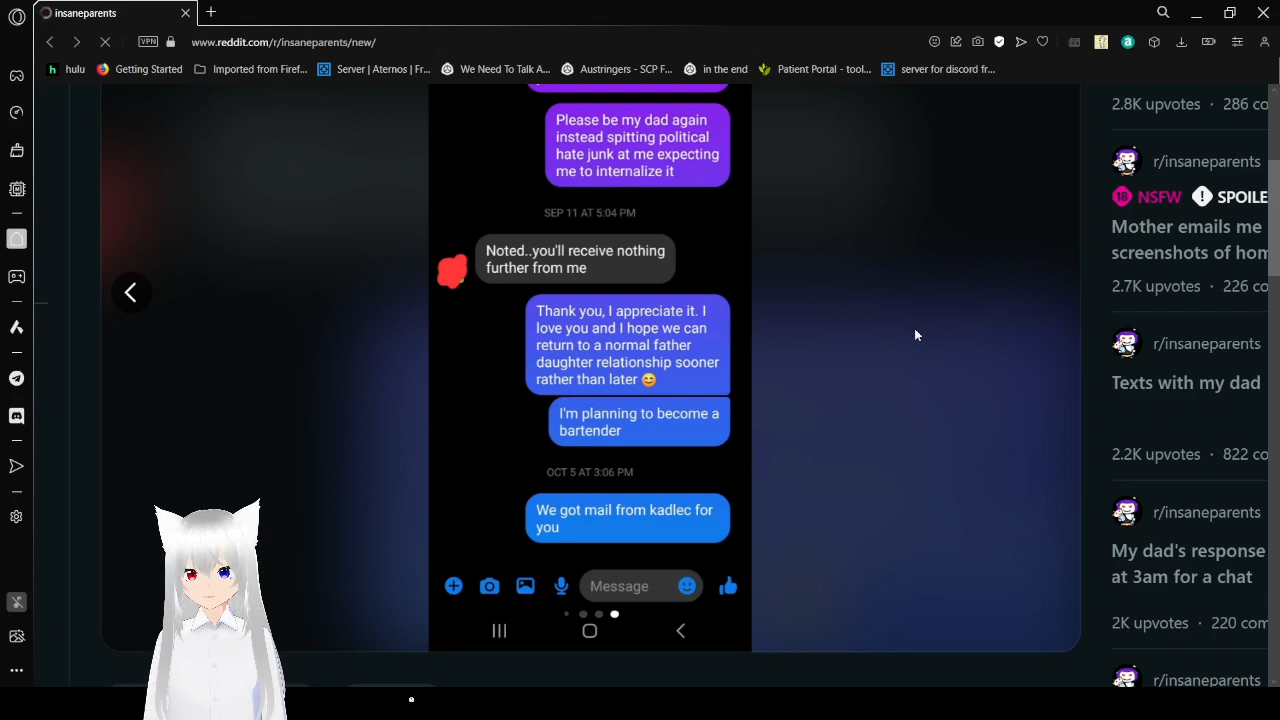 insaneparents
VPN
www.reddit.com/r/insaneparents/new/
h hulu
Getting Started
Imported from Firef...
Server | Aternos | Fr...
We Need To Talk A...
Austringers - SCP F...
in the end
Patient Portal - tool...
server for discord fr...
Please be my dad again
instead spitting political
hate junk at me expecting
me to internalize it
SEP 11 AT 5:04 PM
Noted..you'll receive nothing
further from me
Thank you, I appreciate it. I
love you and I hope we can
return to a normal father
daughter relationship sooner
rather than later 😊
I'm planning to become a
bartender
OCT 5 AT 3:06 PM
We got mail from kadlec for
you
Message
2.8K upvotes · 286 co
r/insaneparents
18 NSFW ! SPOILE
Mother emails me
screenshots of hom
2.7K upvotes · 226 co
r/insaneparents
Texts with my dad
2.2K upvotes · 822 co
r/insaneparents
My dad's response
at 3am for a chat
2K upvotes · 220 com
r/insaneparents